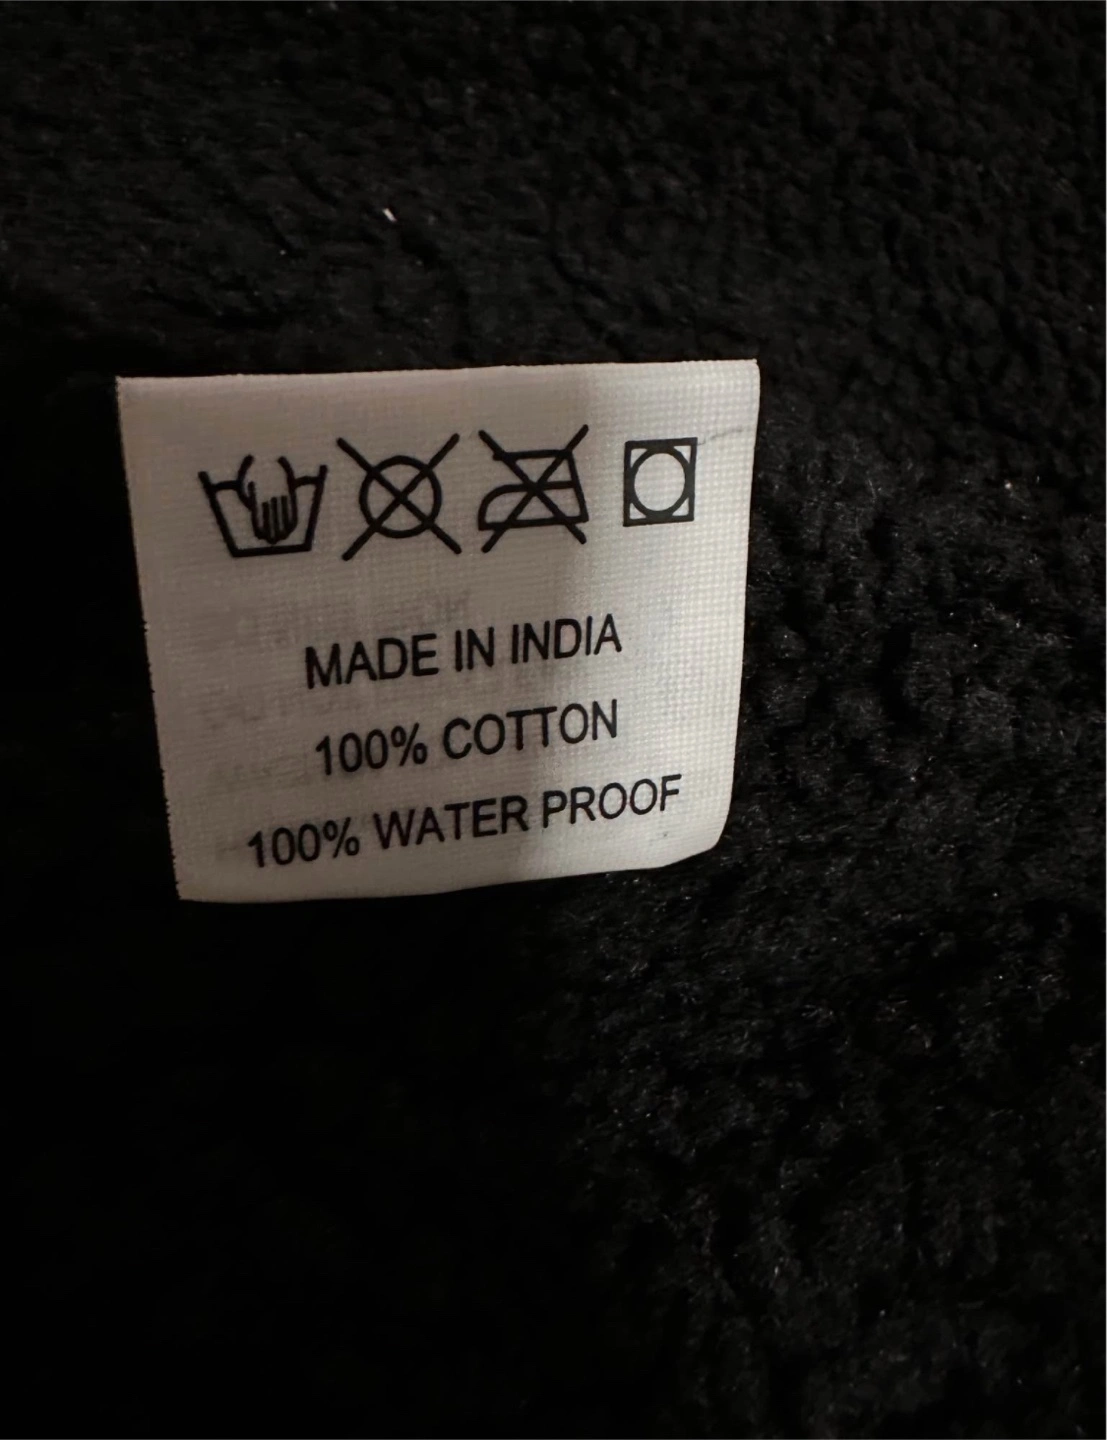 MADE IN INDIA
100% COTTON
100% WATER PROOF